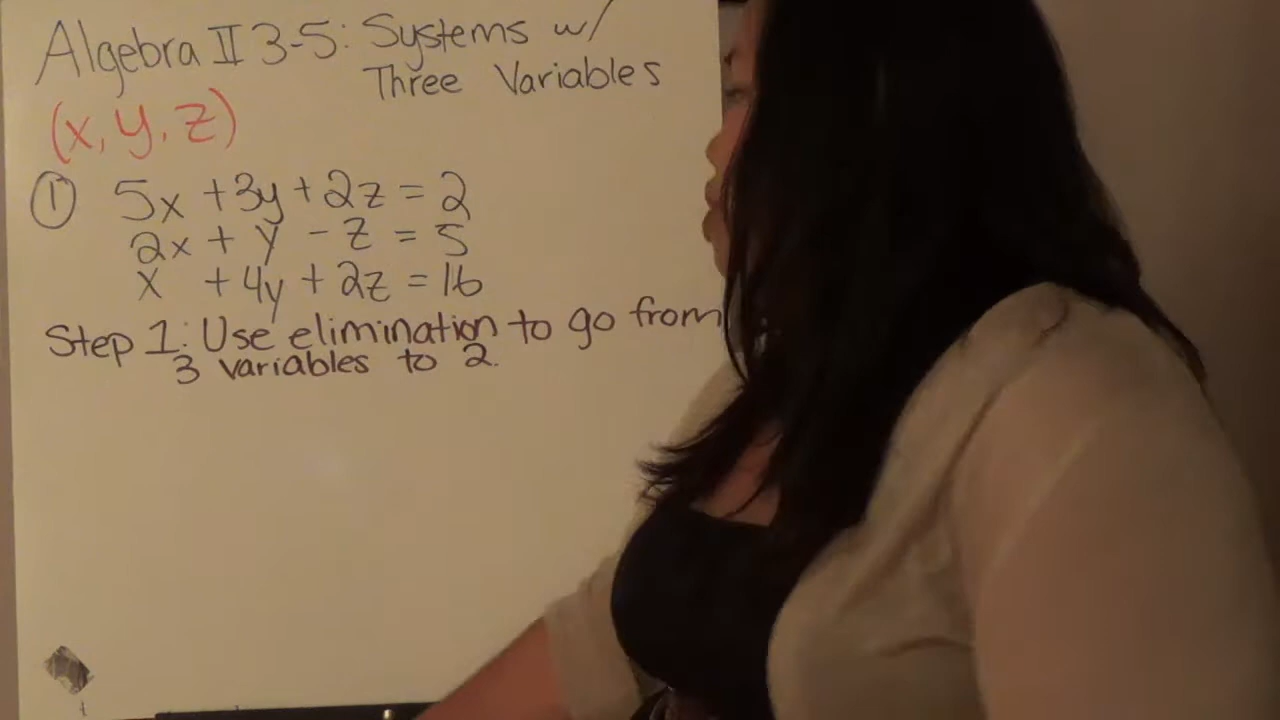 Algebra II 3-5: Systems w/
Three Variables
(x, y, z)
① 5x + 3y + 2z = 2
2x + y - z = 5
x + 4y + 2z = 16
Step 1: Use elimination to go from
3 variables to 2.